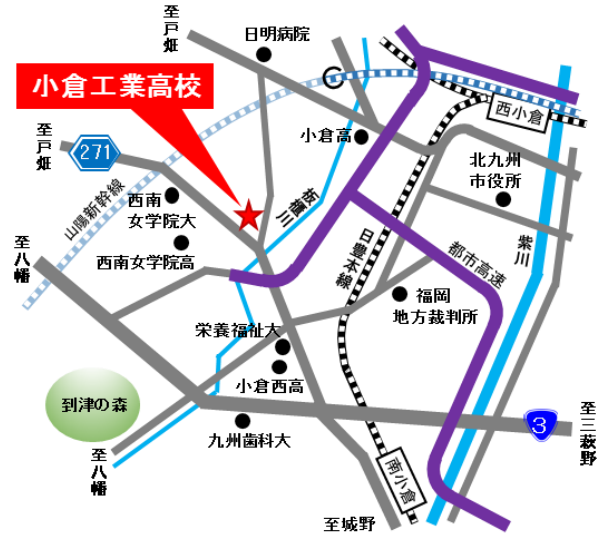 至戸畑
日明病院
小倉工業高校
C
西小倉
至戸畑
271
小倉高
北九州
市役所
山陽新幹線
西南
女学院大
板櫃川
紫川
至八幡
西南女学院高
日豊本線
都市高速
福岡
地方裁判所
栄養福祉大
小倉西高
到津の森
九州歯科大
3
至三萩野
至八幡
南小倉
至城野